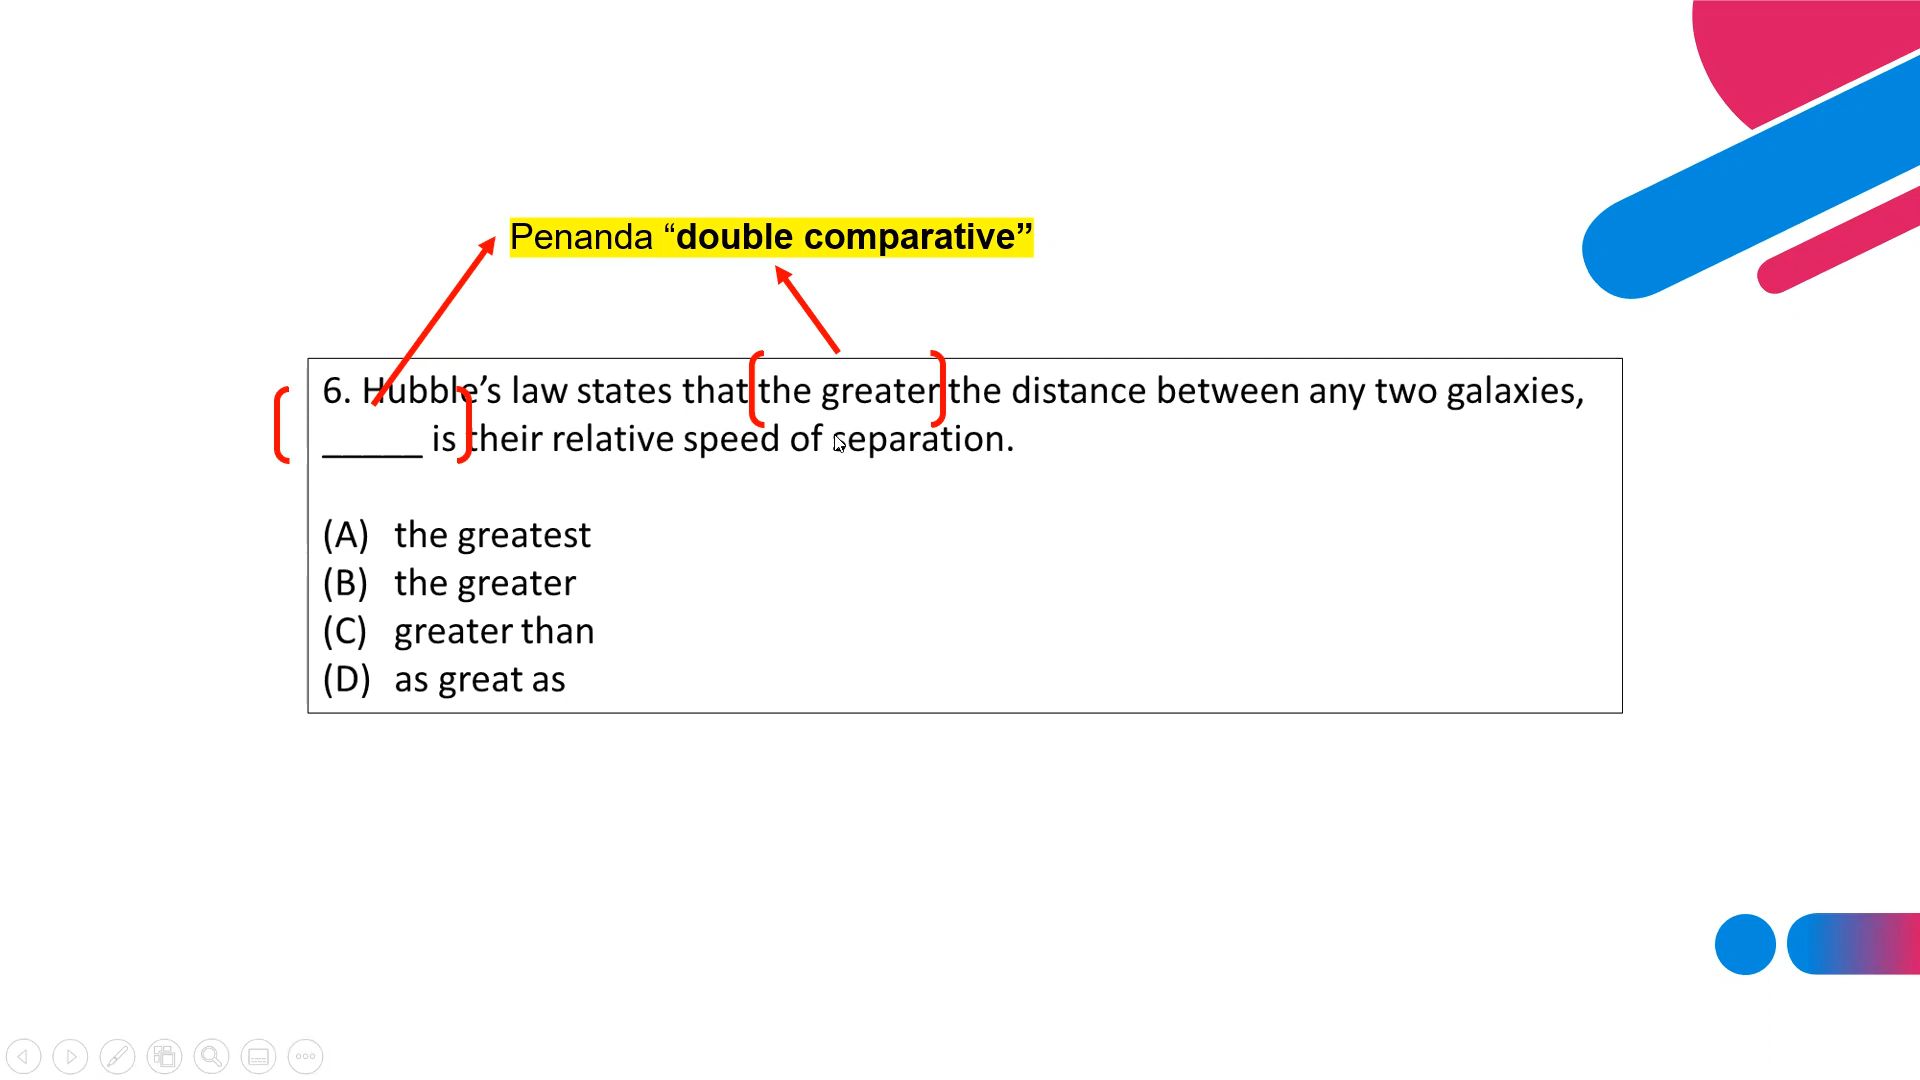 Penanda “double comparative”
6. Hubble’s law states that the greater the distance between any two galaxies,
_____ is their relative speed of separation.
(A) the greatest
(B) the greater
(C) greater than
(D) as great as